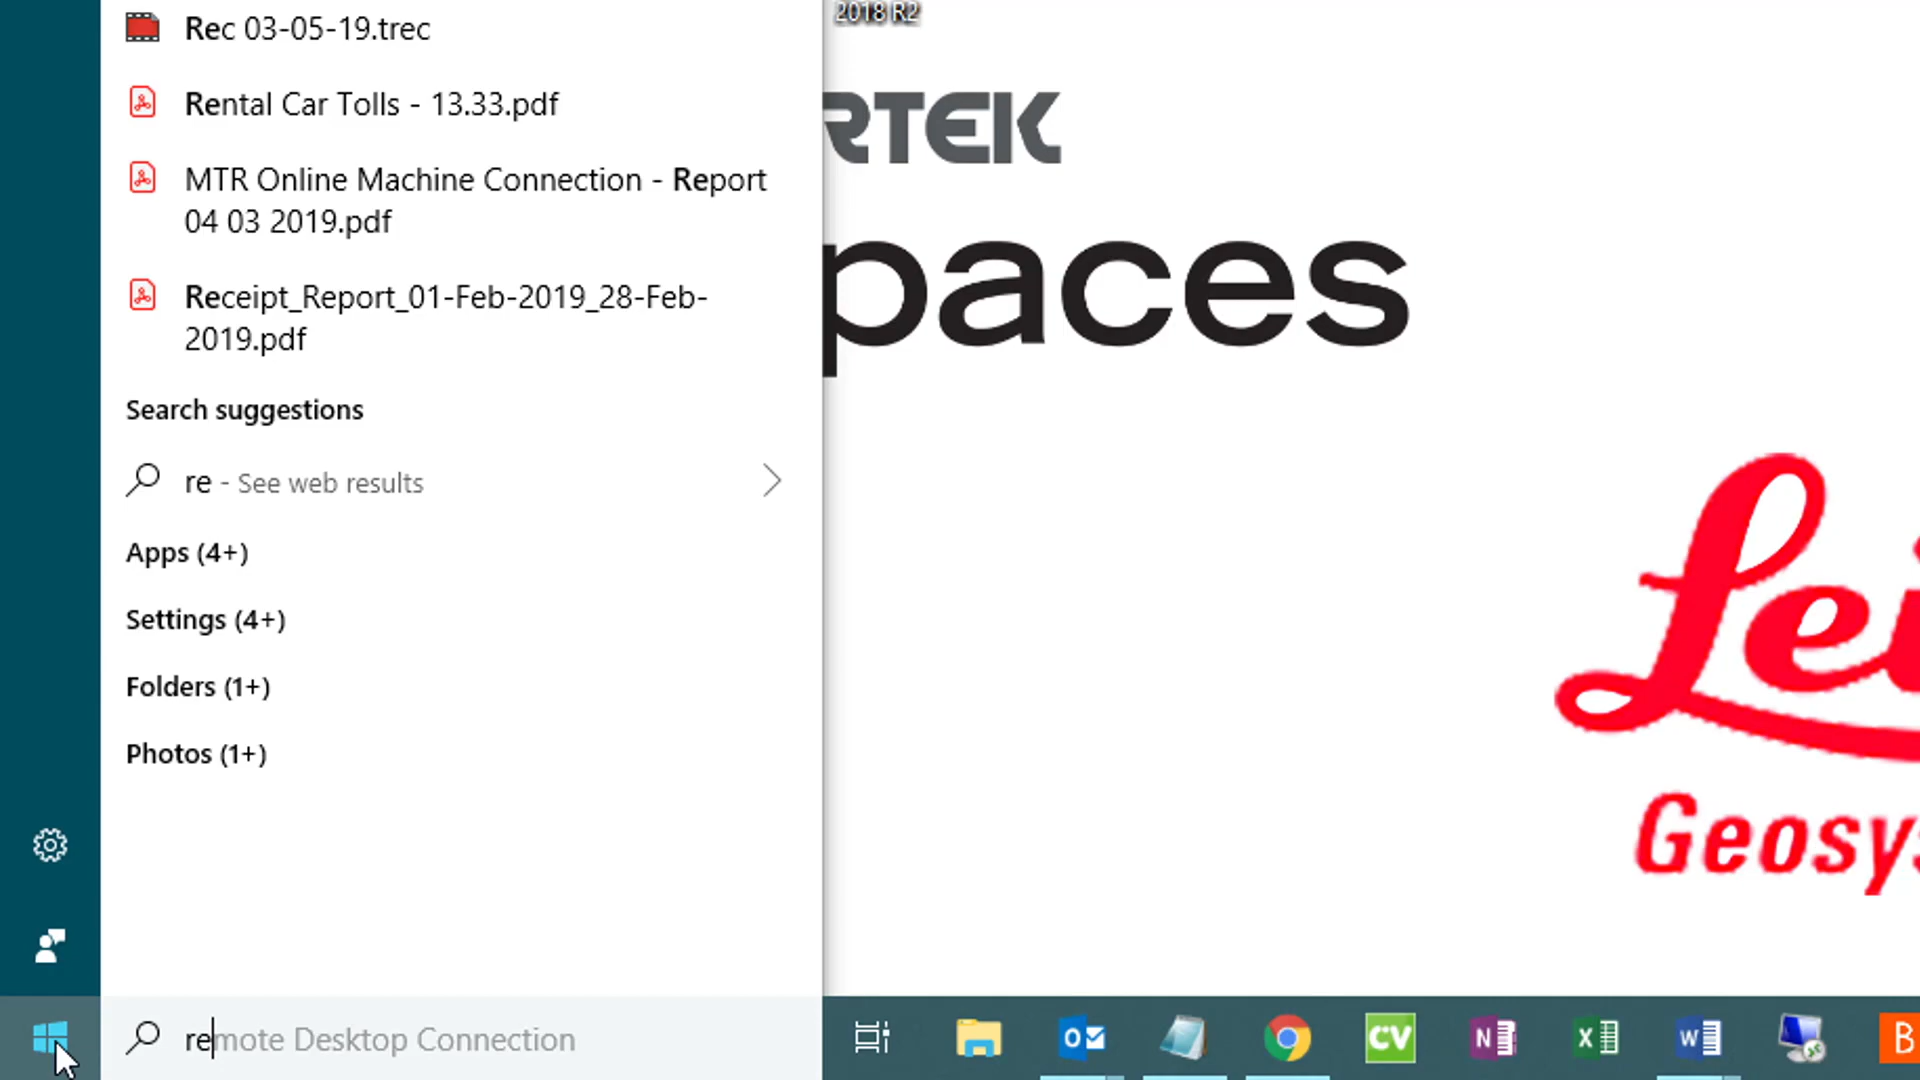 Rec 03-05-19.trec
2018 R2
Rental Car Tolls - 13.33.pdf
RTEK
MTR Online Machine Connection - Report
04 03 2019.pdf
paces
Receipt_Report_01-Feb-2019_28-Feb-
2019.pdf
Search suggestions
re - See web results
Apps (4+)
Settings (4+)
Folders (1+)
Photos (1+)
Lei
Geosys
remote Desktop Connection
O
CV
N
X
W
B